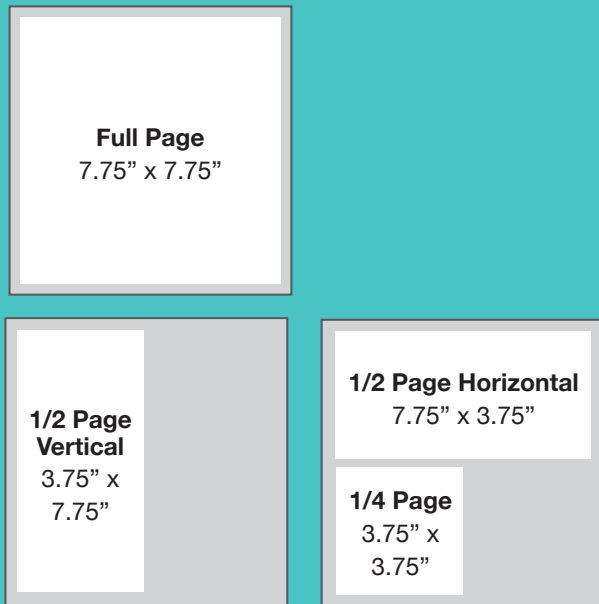 Full Page
7.75” x 7.75”
1/2 Page
Vertical
3.75” x
7.75”
1/2 Page Horizontal
7.75” x 3.75”
1/4 Page
3.75” x
3.75”